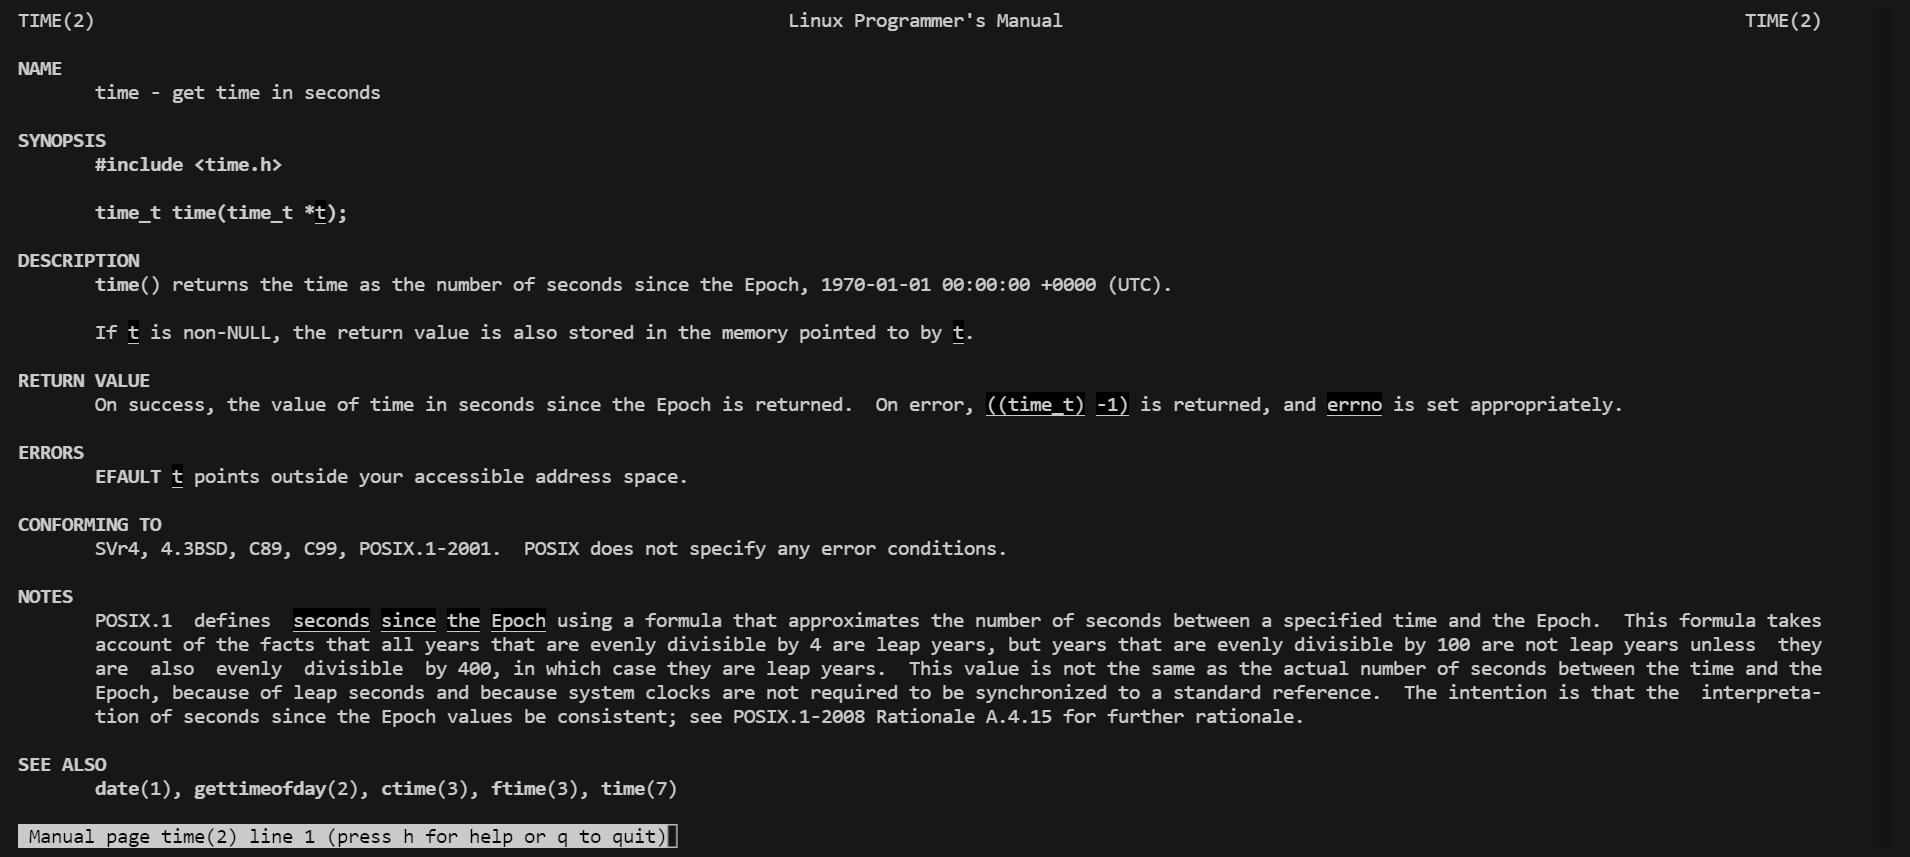 TIME(2) Linux Programmer's Manual TIME(2)
NAME
time - get time in seconds
SYNOPSIS
#include <time.h>
time_t time(time_t *t);
DESCRIPTION
time() returns the time as the number of seconds since the Epoch, 1970-01-01 00:00:00 +0000 (UTC).
If t is non-NULL, the return value is also stored in the memory pointed to by t.
RETURN VALUE
On success, the value of time in seconds since the Epoch is returned.  On error, ((time_t) -1) is returned, and errno is set appropriately.
ERRORS
EFAULT t points outside your accessible address space.
CONFORMING TO
SVr4, 4.3BSD, C89, C99, POSIX.1-2001.  POSIX does not specify any error conditions.
NOTES
POSIX.1  defines  seconds since the Epoch using a formula that approximates the number of seconds between a specified time and the Epoch.  This formula takes
account of the facts that all years that are evenly divisible by 4 are leap years, but years that are evenly divisible by 100 are not leap years unless  they
are  also  evenly  divisible  by 400, in which case they are leap years.  This value is not the same as the actual number of seconds between the time and the
Epoch, because of leap seconds and because system clocks are not required to be synchronized to a standard reference.  The intention is that the  interpreta-
tion of seconds since the Epoch values be consistent; see POSIX.1-2008 Rationale A.4.15 for further rationale.
SEE ALSO
date(1), gettimeofday(2), ctime(3), ftime(3), time(7)
Manual page time(2) line 1 (press h for help or q to quit)